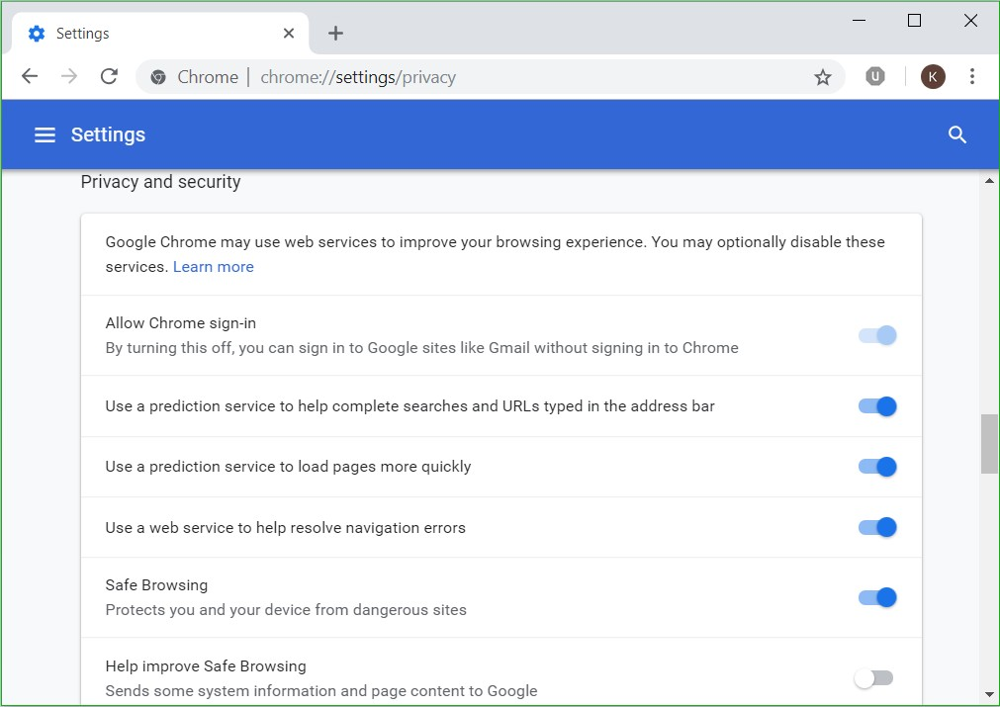 Settings
Chrome | chrome://settings/privacy
U
K
Settings
Privacy and security
Google Chrome may use web services to improve your browsing experience. You may optionally disable these
services. Learn more
Allow Chrome sign-in
By turning this off, you can sign in to Google sites like Gmail without signing in to Chrome
Use a prediction service to help complete searches and URLs typed in the address bar
Use a prediction service to load pages more quickly
Use a web service to help resolve navigation errors
Safe Browsing
Protects you and your device from dangerous sites
Help improve Safe Browsing
Sends some system information and page content to Google